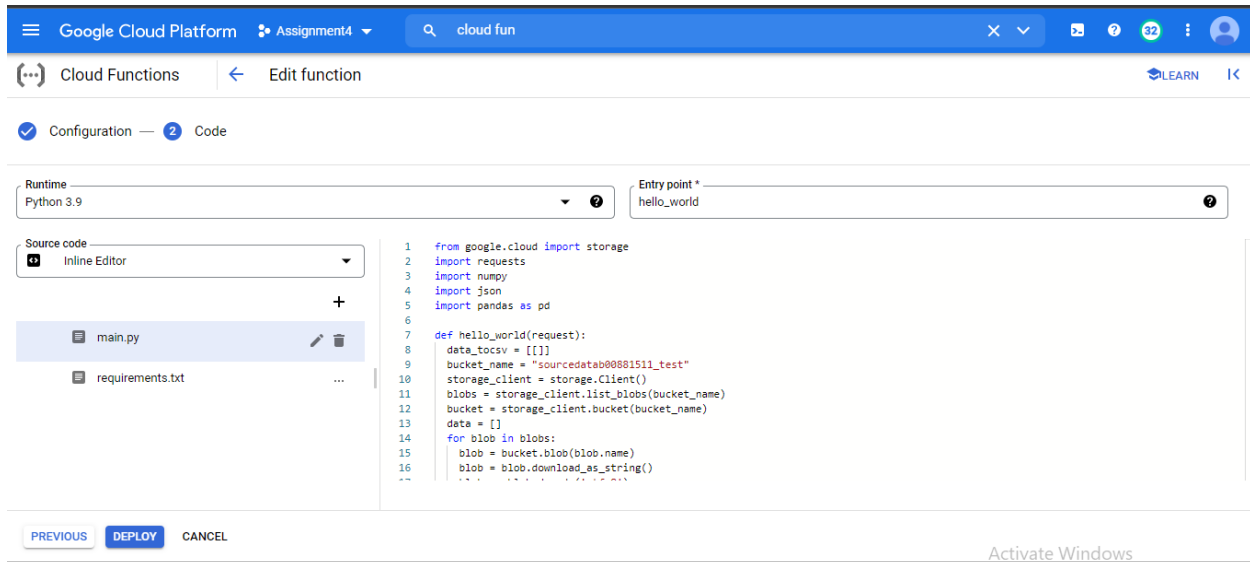 Google Cloud Platform Assignment4 cloud fun 32
Cloud Functions Edit function LEARN
Configuration 2 Code
Runtime
Python 3.9
Entry point *
hello_world
Source code
Inline Editor
main.py
requirements.txt
1 from google.cloud import storage
2 import requests
3 import numpy
4 import json
5 import pandas as pd
6
7 def hello_world(request):
8 data_tocsv = [[]]
9 bucket_name = "sourcedatab00881511_test"
10 storage_client = storage.Client()
11 blobs = storage_client.list_blobs(bucket_name)
12 bucket = storage_client.bucket(bucket_name)
13 data = []
14 for blob in blobs:
15 blob = bucket.blob(blob.name)
16 blob = blob.download_as_string()
PREVIOUS DEPLOY CANCEL
Activate Windows